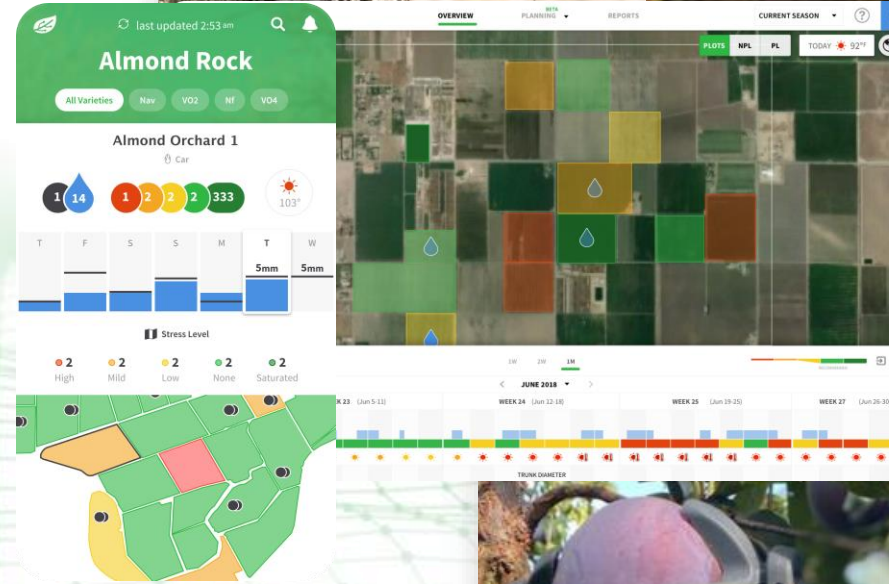 last updated 2:53 am
Almond Rock
All Varieties Nav VO2 Nf VO4
Almond Orchard 1
Car
1 14 1 2 2 2 333 103°
T F S S M T W
5mm 5mm
Stress Level
2 2 2 2 2
High Mild Low None Saturated
OVERVIEW PLANNING BETA REPORTS CURRENT SEASON ?
PLOTS NPL PL TODAY 92°F
1W 2W 1M
JUNE 2018
K 23 (Jun 5-11) WEEK 24 (Jun 12-18) WEEK 25 (Jun 19-25) WEEK 27 (Jun 26-30
TRUNK DIAMETER